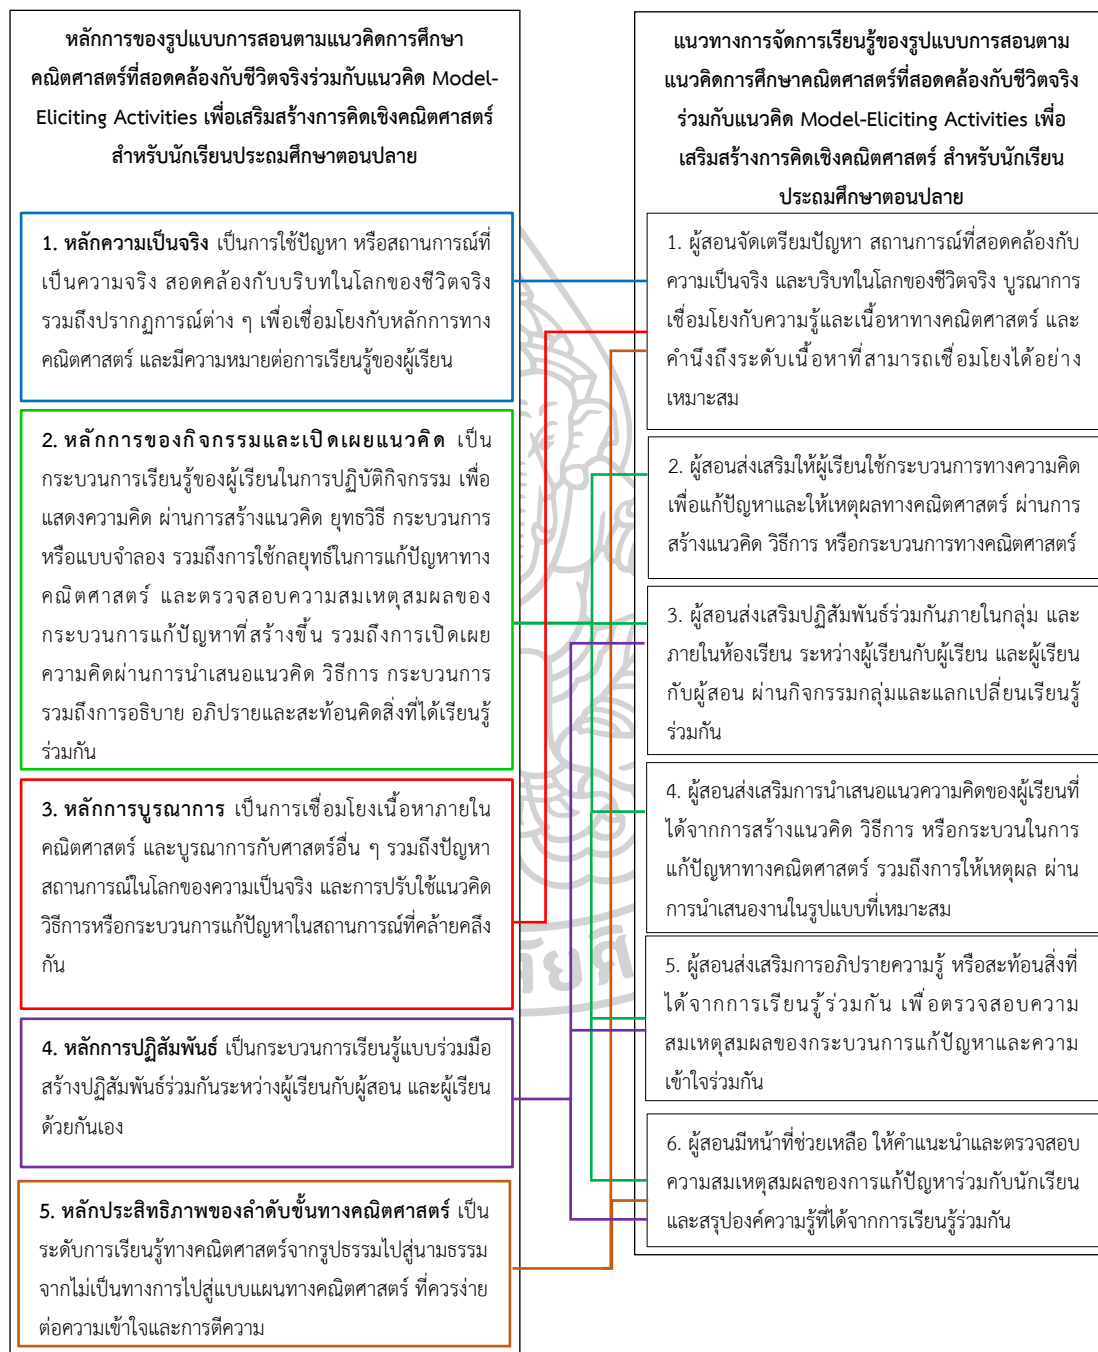 หลักการของรูปแบบการสอนตามแนวคิดการศึกษา
คณิตศาสตร์ที่สอดคล้องกับชีวิตจริงร่วมกับแนวคิด Model-
Eliciting Activities เพื่อเสริมสร้างการคิดเชิงคณิตศาสตร์
สำหรับนักเรียนประถมศึกษาตอนปลาย
1. หลักความเป็นจริง เป็นการใช้ปัญหา หรือสถานการณ์ที่
เป็นความจริง สอดคล้องกับบริบทในโลกของชีวิตจริง
รวมถึงปรากฏการณ์ต่าง ๆ เพื่อเชื่อมโยงกับหลักการทาง
คณิตศาสตร์ และมีความหมายต่อการเรียนรู้ของผู้เรียน
2. หลักการของกิจกรรมและเปิดเผยแนวคิด เป็น
กระบวนการเรียนรู้ของผู้เรียนในการปฏิบัติกิจกรรม เพื่อ
แสดงความคิด ผ่านการสร้างแนวคิด ยุทธวิธี กระบวนการ
หรือแบบจำลอง รวมถึงการใช้กลยุทธ์ในการแก้ปัญหาทาง
คณิตศาสตร์ และตรวจสอบความสมเหตุสมผลของ
กระบวนการแก้ปัญหาที่สร้างขึ้น รวมถึงการเปิดเผย
ความคิดผ่านการนำเสนอแนวคิด วิธีการ กระบวนการ
รวมถึงการอธิบาย อภิปรายและสะท้อนคิดสิ่งที่ได้เรียนรู้
ร่วมกัน
3. หลักการบูรณาการ เป็นการเชื่อมโยงเนื้อหาภายใน
คณิตศาสตร์ และบูรณาการกับศาสตร์อื่น ๆ รวมถึงปัญหา
สถานการณ์ในโลกของความเป็นจริง และการปรับใช้แนวคิด
วิธีการหรือกระบวนการแก้ปัญหาในสถานการณ์ที่คล้ายคลึง
กัน
4. หลักการปฏิสัมพันธ์ เป็นกระบวนการเรียนรู้แบบร่วมมือ
สร้างปฏิสัมพันธ์ร่วมกันระหว่างผู้เรียนกับผู้สอน และผู้เรียน
ด้วยกันเอง
5. หลักประสิทธิภาพของลำดับขั้นทางคณิตศาสตร์ เป็น
ระดับการเรียนรู้ทางคณิตศาสตร์จากรูปธรรมไปสู่นามธรรม
จากไม่เป็นทางการไปสู่แบบแผนทางคณิตศาสตร์ ที่ควรง่าย
ต่อความเข้าใจและการตีความ
แนวทางการจัดการเรียนรู้ของรูปแบบการสอนตาม
แนวคิดการศึกษาคณิตศาสตร์ที่สอดคล้องกับชีวิตจริง
ร่วมกับแนวคิด Model-Eliciting Activities เพื่อ
เสริมสร้างการคิดเชิงคณิตศาสตร์ สำหรับนักเรียน
ประถมศึกษาตอนปลาย
1. ผู้สอนจัดเตรียมปัญหา สถานการณ์ที่สอดคล้องกับ
ความเป็นจริง และบริบทในโลกของชีวิตจริง บูรณาการ
เชื่อมโยงกับความรู้และเนื้อหาทางคณิตศาสตร์ และ
คำนึงถึงระดับเนื้อหาที่สามารถเชื่อมโยงได้อย่าง
เหมาะสม
2. ผู้สอนส่งเสริมให้ผู้เรียนใช้กระบวนการทางความคิด
เพื่อแก้ปัญหาและให้เหตุผลทางคณิตศาสตร์ ผ่านการ
สร้างแนวคิด วิธีการ หรือกระบวนการทางคณิตศาสตร์
3. ผู้สอนส่งเสริมปฏิสัมพันธ์ร่วมกันภายในกลุ่ม และ
ภายในห้องเรียน ระหว่างผู้เรียนกับผู้เรียน และผู้เรียน
กับผู้สอน ผ่านกิจกรรมกลุ่มและแลกเปลี่ยนเรียนรู้
ร่วมกัน
4. ผู้สอนส่งเสริมการนำเสนอแนวความคิดของผู้เรียนที่
ได้จากการสร้างแนวคิด วิธีการ หรือกระบวนในการ
แก้ปัญหาทางคณิตศาสตร์ รวมถึงการให้เหตุผล ผ่าน
การนำเสนองานในรูปแบบที่เหมาะสม
5. ผู้สอนส่งเสริมการอภิปรายความรู้ หรือสะท้อนสิ่งที่
ได้จากการเรียนรู้ร่วมกัน เพื่อตรวจสอบความ
สมเหตุสมผลของกระบวนการแก้ปัญหาและความ
เข้าใจร่วมกัน
6. ผู้สอนมีหน้าที่ช่วยเหลือ ให้คำแนะนำและตรวจสอบ
ความสมเหตุสมผลของการแก้ปัญหาร่วมกับนักเรียน
และสรุปองค์ความรู้ที่ได้จากการเรียนรู้ร่วมกัน